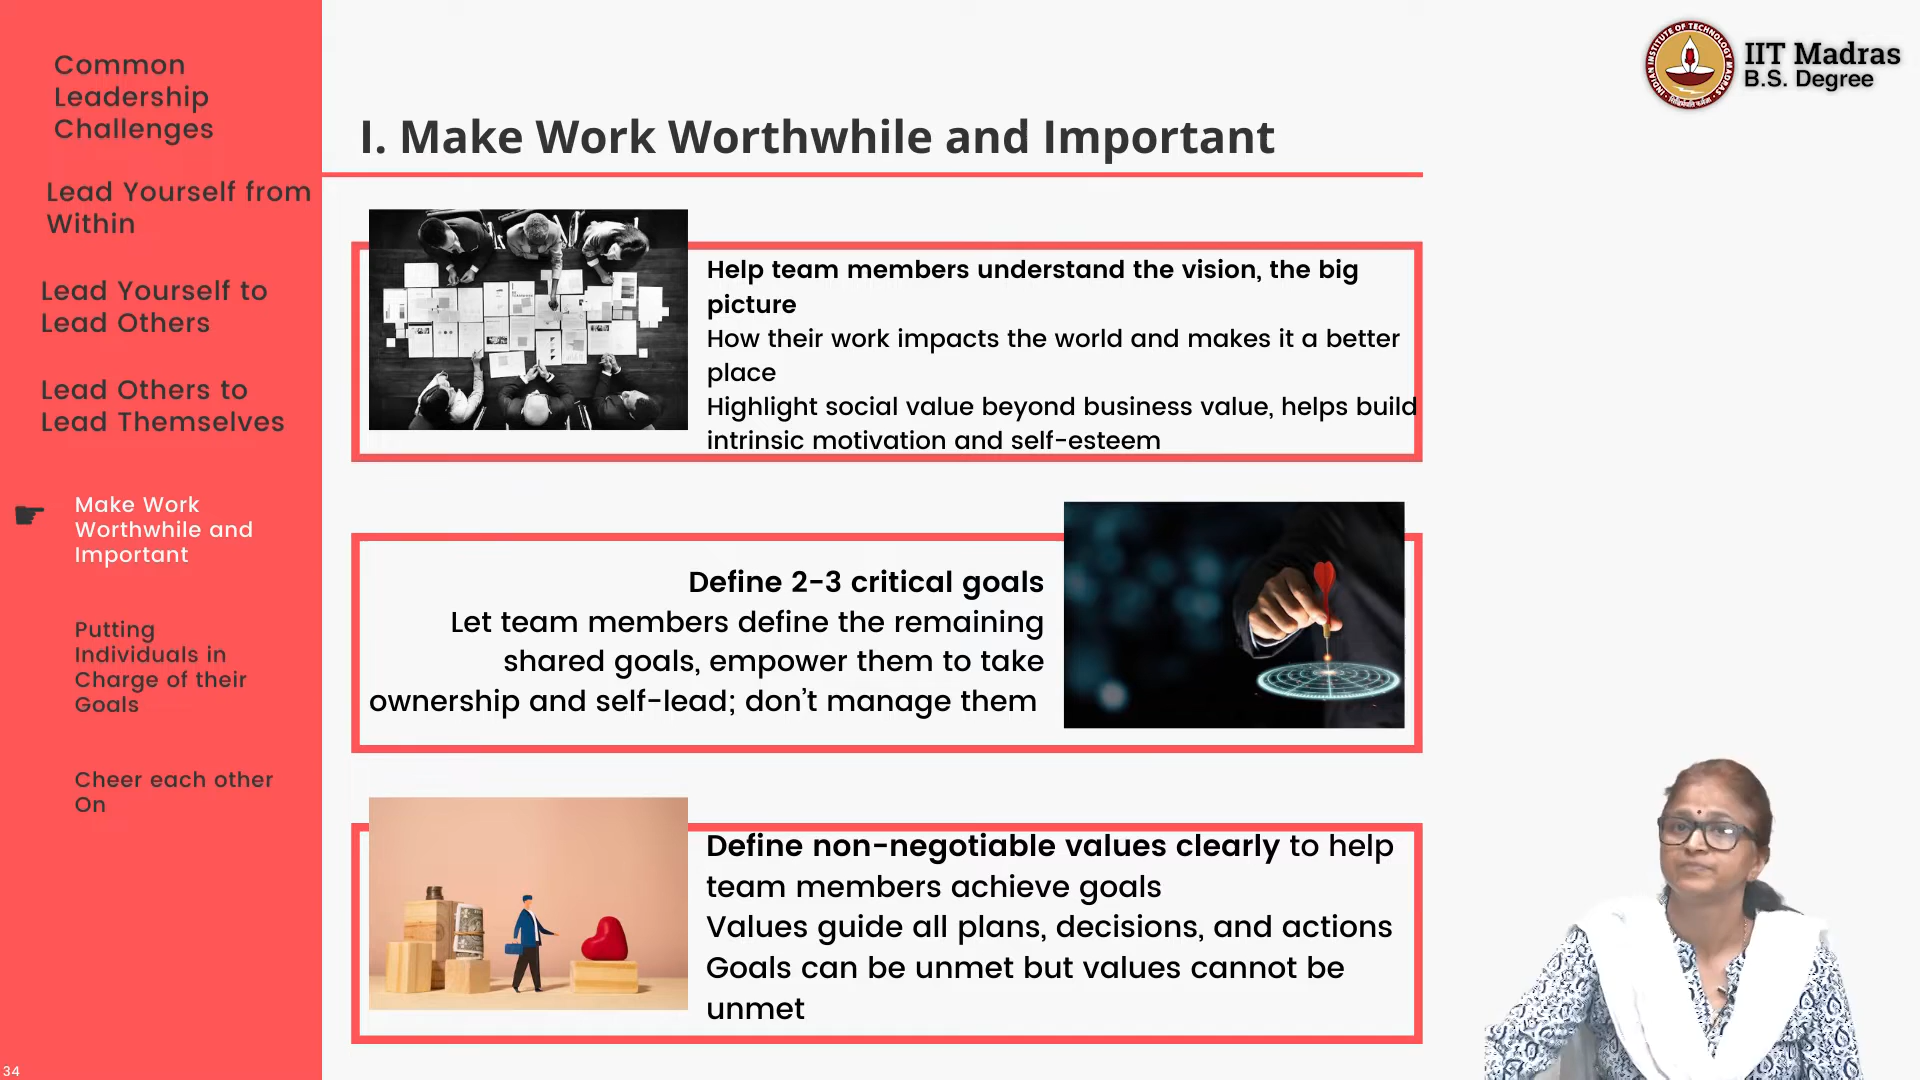 Common
Leadership
Challenges
Lead Yourself from
Within
Lead Yourself to
Lead Others
Lead Others to
Lead Themselves
Make Work
Worthwhile and
Important
Putting
Individuals in
Charge of their
Goals
Cheer each other
On
34
IIT Madras
B.S. Degree
I. Make Work Worthwhile and Important
Help team members understand the vision, the big
picture
How their work impacts the world and makes it a better
place
Highlight social value beyond business value, helps build
intrinsic motivation and self-esteem
Define 2-3 critical goals
Let team members define the remaining
shared goals, empower them to take
ownership and self-lead; don't manage them
Define non-negotiable values clearly to help
team members achieve goals
Values guide all plans, decisions, and actions
Goals can be unmet but values cannot be
unmet